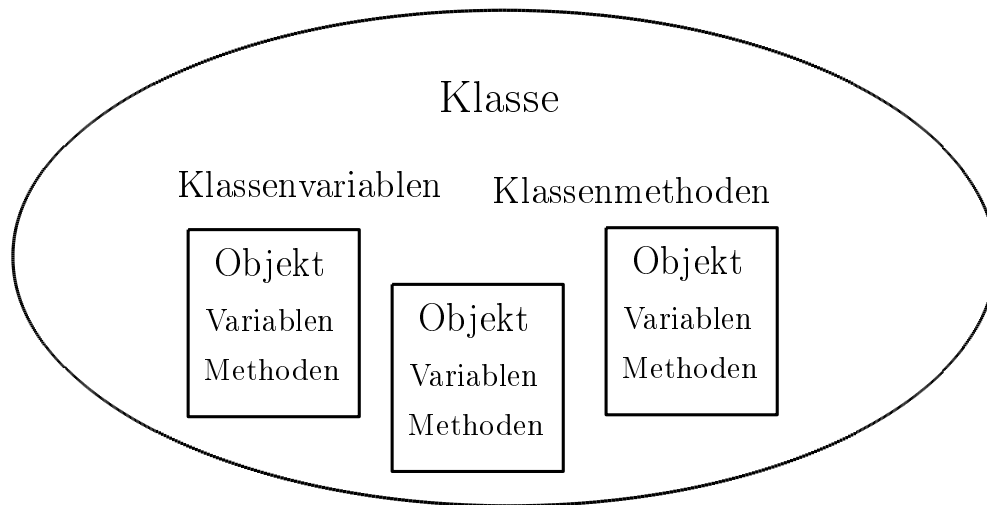 Klasse
Klassenvariablen
Klassenmethoden
Objekt
Variablen
Methoden
Objekt
Variablen
Methoden
Objekt
Variablen
Methoden